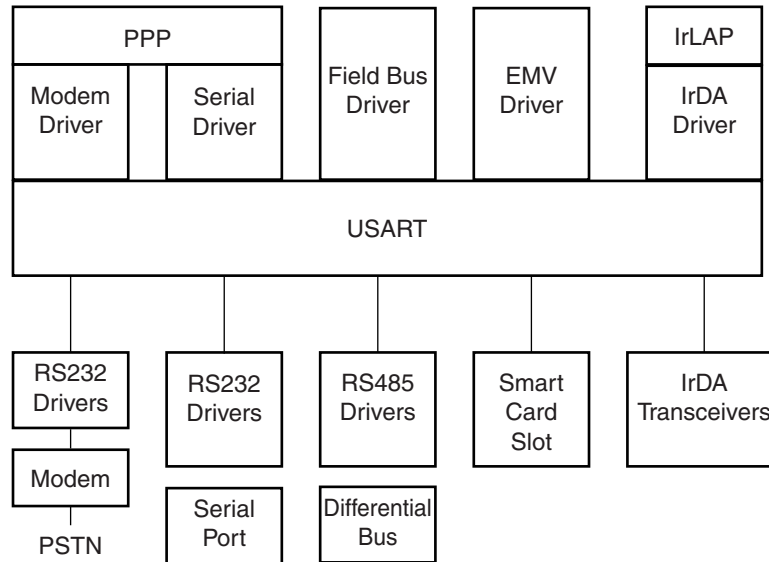 PPP
IrLAP
Modem
Driver
Serial
Driver
Field Bus
Driver
EMV
Driver
IrDA
Driver
USART
RS232
Drivers
RS232
Drivers
RS485
Drivers
Smart
Card
Slot
IrDA
Transceivers
Modem
Serial
Port
Differential
Bus
PSTN